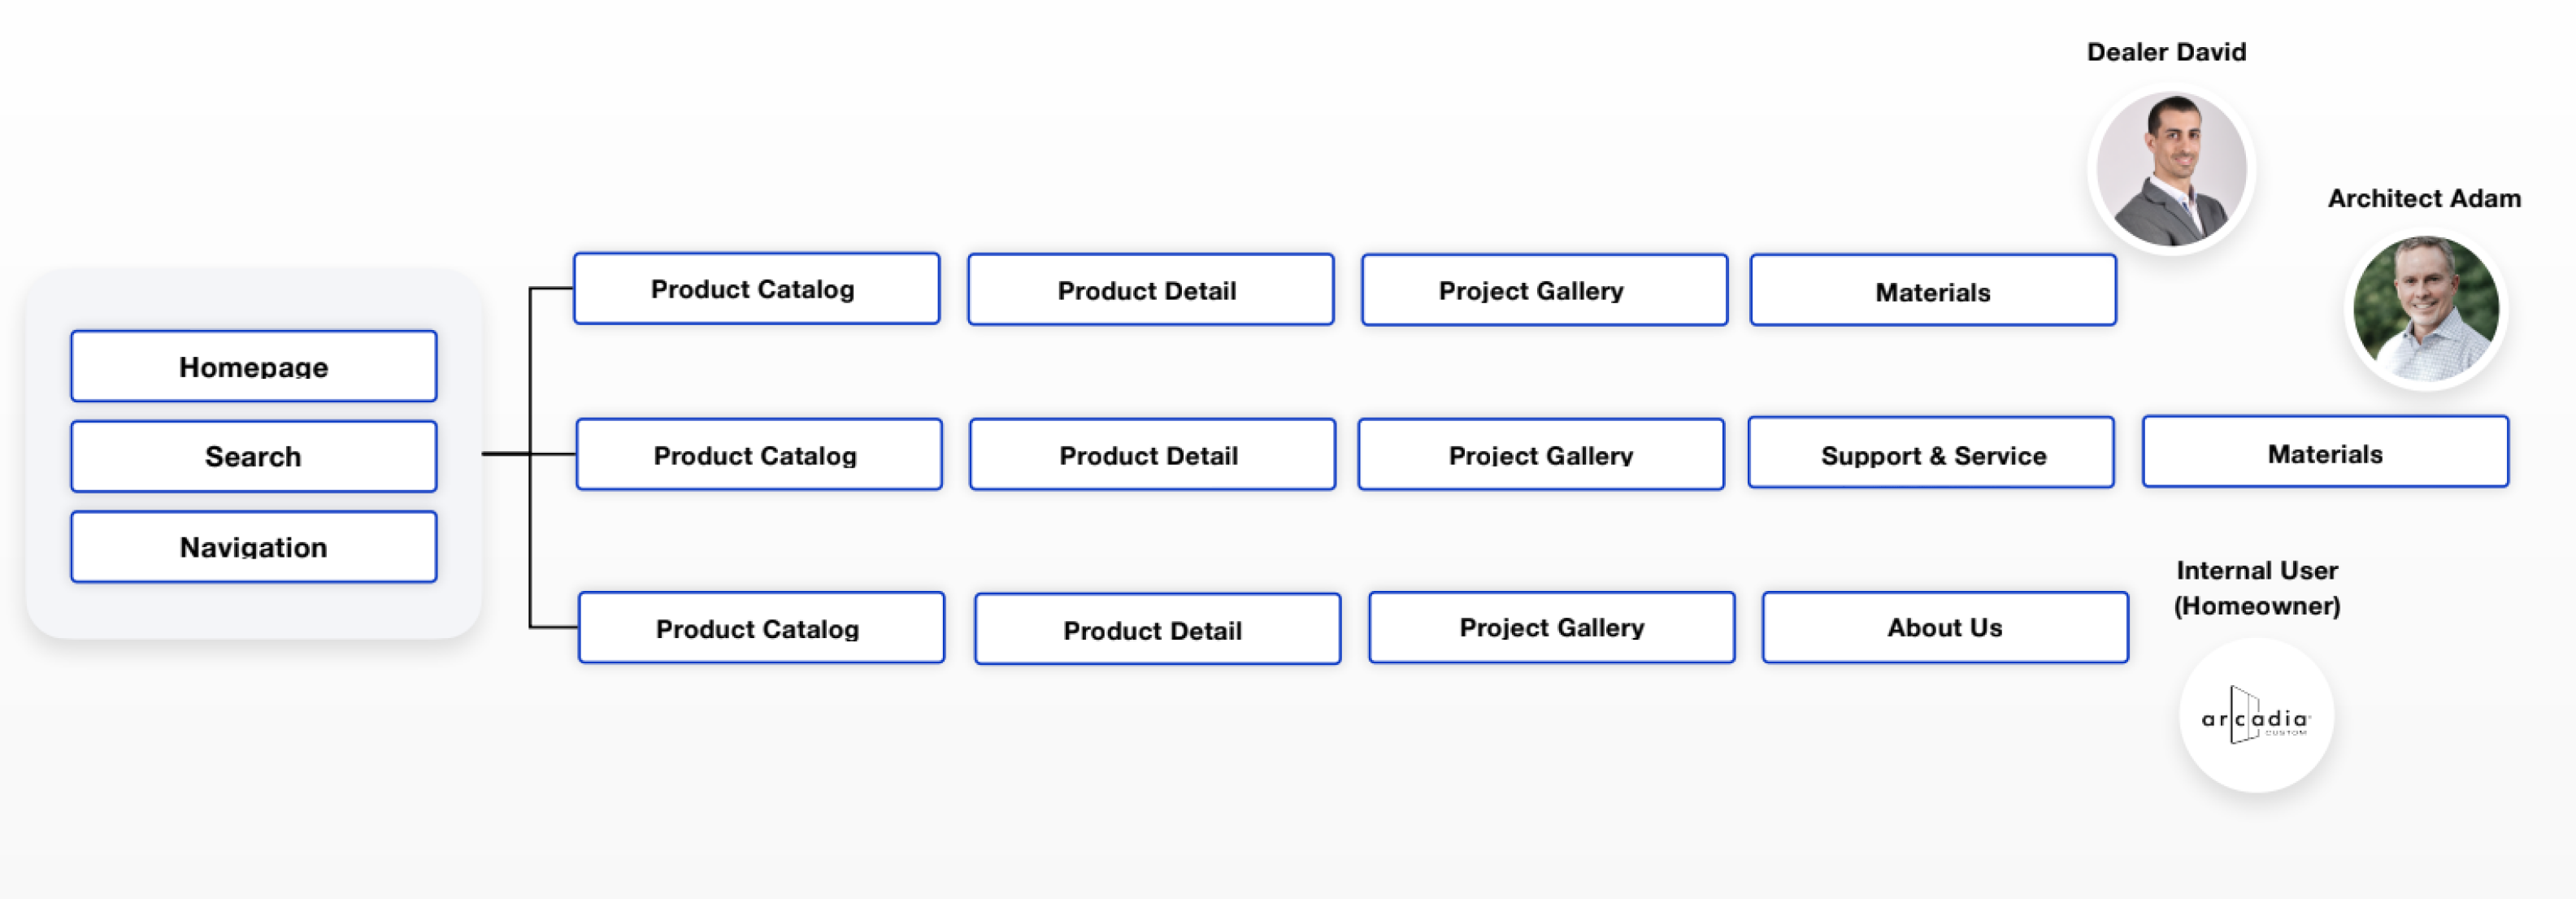 Dealer David
Architect Adam
Product Catalog
Product Detail
Project Gallery
Materials
Homepage
Search
Navigation
Product Catalog
Product Detail
Project Gallery
Support & Service
Materials
Product Catalog
Product Detail
Project Gallery
About Us
Internal User
(Homeowner)
arcadia
CUSTOM